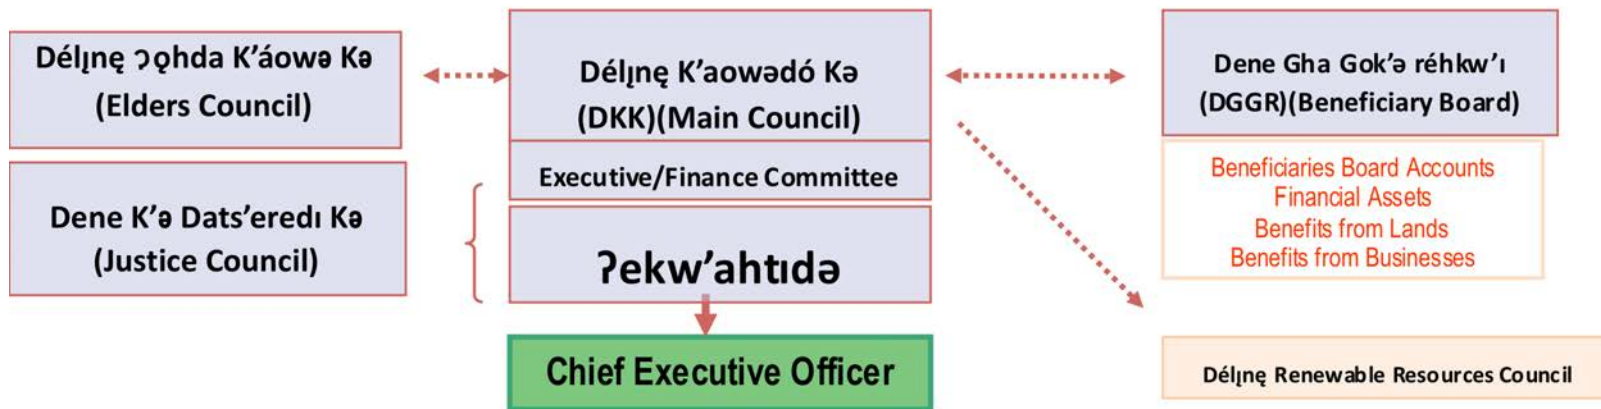 Délı̨nę ɂǫhda K'áowə Kə
(Elders Council)
Dene K'ə Dats'eredı Kə
(Justice Council)
Délı̨nę K'aowədó Kə
(DKK)(Main Council)
Executive/Finance Committee
ʔekw'ahtıdə
Chief Executive Officer
Dene Gha Gok'ə réhkw'ı
(DGGR)(Beneficiary Board)
Beneficiaries Board Accounts
Financial Assets
Benefits from Lands
Benefits from Businesses
Délı̨nę Renewable Resources Council